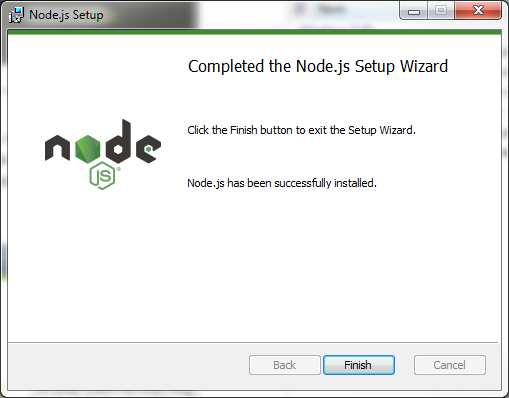 Node.js Setup
Completed the Node.js Setup Wizard
Click the Finish button to exit the Setup Wizard.
node
JS
Node.js has been successfully installed.
Back
Finish
Cancel